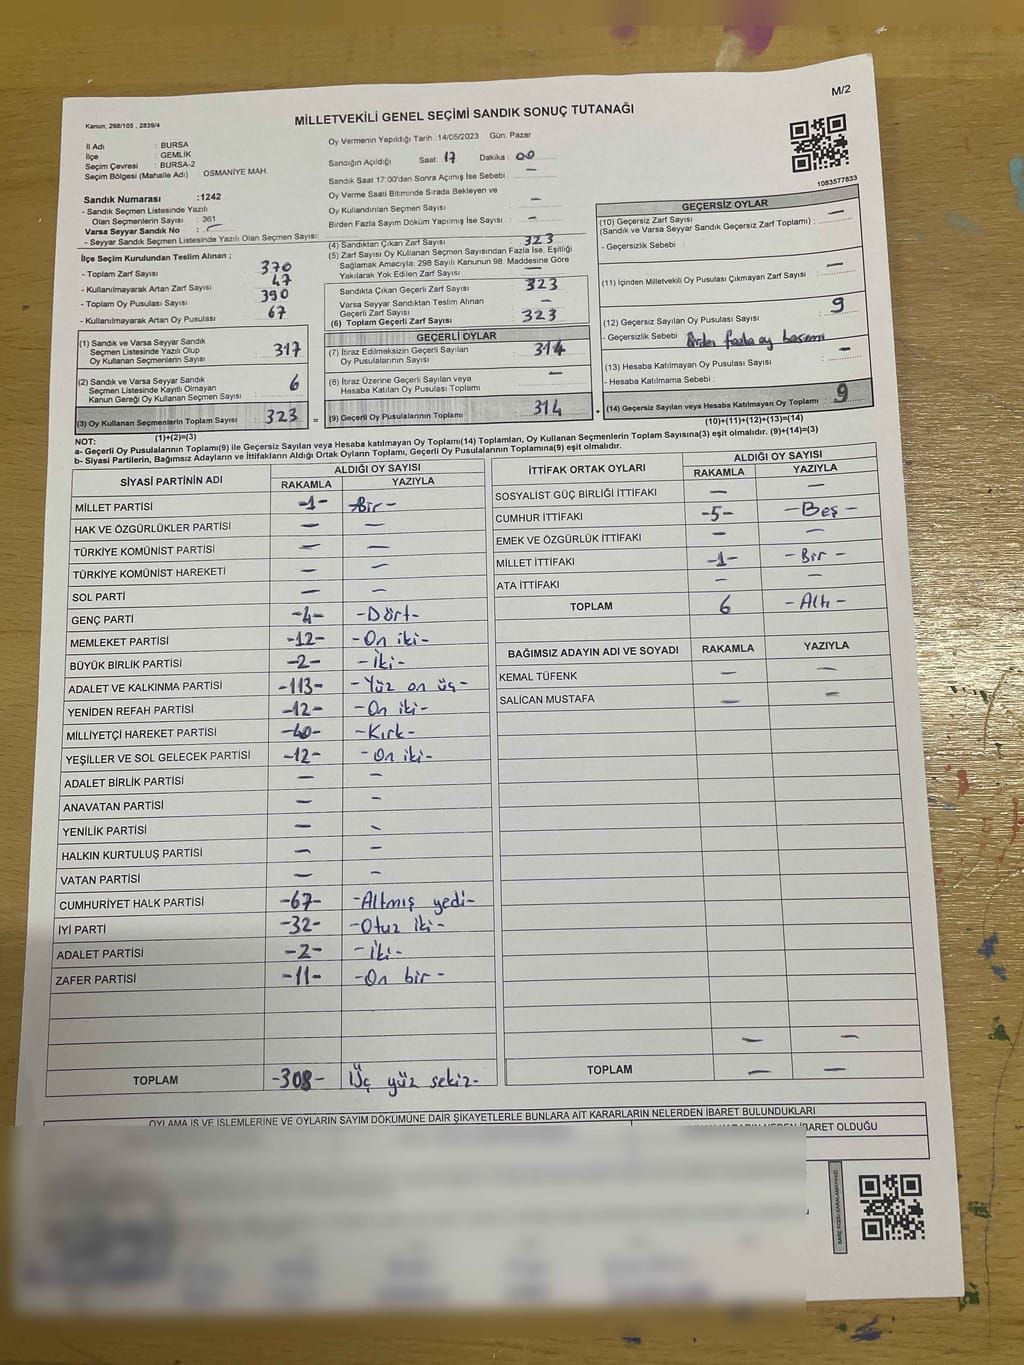 M/2
Kanun; 298/105 , 2839/4
MİLLETVEKİLİ GENEL SEÇİMİ SANDIK SONUÇ TUTANAĞI
İl Adı : BURSA
İlçe : GEMLİK
Seçim Çevresi : BURSA-2
Seçim Bölgesi (Mahalle Adı) OSMANİYE MAH.
Sandık Numarası :1242
- Sandık Seçmen Listesinde Yazılı
Olan Seçmenlerin Sayısı : 361
Varsa Seyyar Sandık No :
- Seyyar Sandık Seçmen Listesinde Yazılı Olan Seçmen Sayısı:
Oy Vermenin Yapıldığı Tarih :14/05/2023 Gün: Pazar
Sandığın Açıldığı Saat: 17 Dakika: 00
Sandık Saat 17:00'dan Sonra Açımış İse Sebebi : —
Oy Verme Saati Bitiminde Sırada Bekleyen ve
Oy Kullandırılan Seçmen Sayısı —
Birden Fazla Sayım Döküm Yapılmış İse Sayısı : —
1083577833
İlçe Seçim Kurulundan Teslim Alınan ;
- Toplam Zarf Sayısı 370
- Kullanılmayarak Artan Zarf Sayısı 47
- Toplam Oy Pusulası Sayısı 390
- Kullanılmayarak Artan Oy Pusulası 67
(1) Sandık ve Varsa Seyyar Sandık
Seçmen Listesinde Yazılı Olup
Oy Kullanan Seçmenlerin Sayısı 317
(2) Sandık ve Varsa Seyyar Sandık
Seçmen Listesinde Kayıtlı Olmayan
Kanun Gereği Oy Kullanan Seçmen Sayısı : 6
(3) Oy Kullanan Seçmenlerin Toplam Sayısı 323 =
(1)+(2)=(3)
(4) Sandıktan Çıkan Zarf Sayısı 323
(5) Zarf Sayısı Oy Kullanan Seçmen Sayısından Fazla İse, Eşitliği
Sağlamak Amacıyla; 298 Sayılı Kanunun 98. Maddesine Göre
Yakılarak Yok Edilen Zarf Sayısı —
Sandıkta Çıkan Geçerli Zarf Sayısı 323
Varsa Seyyar Sandıktan Teslim Alınan
Geçerli Zarf Sayısı —
(6) Toplam Geçerli Zarf Sayısı 323
GEÇERLİ OYLAR
(7) İtiraz Edilmeksizin Geçerli Sayılan
Oy Pusulalarının Sayısı 314
(8) İtiraz Üzerine Geçerli Sayılan veya
Hesaba Katılan Oy Pusulaları Toplamı —
(9) Geçerli Oy Pusulalarının Toplamı 314 +
GEÇERSİZ OYLAR
(10) Geçersiz Zarf Sayısı
(Sandık ve Varsa Seyyar Sandık Geçersiz Zarf Toplamı) : —
- Geçersizlik Sebebi :
(11) İçinden Milletvekili Oy Pusulası Çıkmayan Zarf Sayısı —
(12) Geçersiz Sayılan Oy Pusulası Sayısı 9
- Geçersizlik Sebebi Birden fazla oy basımı
(13) Hesaba Katılmayan Oy Pusulası Sayısı —
- Hesaba Katılmama Sebebi :
(14) Geçersiz Sayılan veya Hesaba Katılmayan Oy Toplamı : 9
(10)+(11)+(12)+(13)=(14)
NOT:
a- Geçerli Oy Pusulalarının Toplamı(9) ile Geçersiz Sayılan veya Hesaba katılmayan Oy Toplamı(14) Toplamları, Oy Kullanan Seçmenlerin Toplam Sayısına(3) eşit olmalıdır. (9)+(14)=(3)
b- Siyasi Partilerin, Bağımsız Adayların ve İttifakların Aldığı Ortak Oyların Toplamı, Geçerli Oy Pusulalarının Toplamına(9) eşit olmalıdır.
SİYASİ PARTİNİN ADI ALDIĞI OY SAYISI
RAKAMLA YAZIYLA
MİLLET PARTİSİ -1- -Bir-
HAK VE ÖZGÜRLÜKLER PARTİSİ — —
TÜRKİYE KOMÜNİST PARTİSİ — —
TÜRKİYE KOMÜNİST HAREKETİ — —
SOL PARTİ — —
GENÇ PARTİ -4- -Dört-
MEMLEKET PARTİSİ -12- -On iki-
BÜYÜK BİRLİK PARTİSİ -2- -İki-
ADALET VE KALKINMA PARTİSİ -113- -Yüz on üç-
YENİDEN REFAH PARTİSİ -12- -On iki-
MİLLİYETÇİ HAREKET PARTİSİ -40- -Kırk-
YEŞİLLER VE SOL GELECEK PARTİSİ -12- -On iki-
ADALET BİRLİK PARTİSİ — —
ANAVATAN PARTİSİ — —
YENİLİK PARTİSİ — —
HALKIN KURTULUŞ PARTİSİ — —
VATAN PARTİSİ — —
CUMHURİYET HALK PARTİSİ -67- -Altmış yedi-
İYİ PARTİ -32- -Otuz iki-
ADALET PARTİSİ -2- -İki-
ZAFER PARTİSİ -11- -On bir-
TOPLAM -308- Üç yüz sekiz-
İTTİFAK ORTAK OYLARI ALDIĞI OY SAYISI
RAKAMLA YAZIYLA
SOSYALİST GÜÇ BİRLİĞİ İTTİFAKI — —
CUMHUR İTTİFAKI -5- -Beş-
EMEK VE ÖZGÜRLÜK İTTİFAKI — —
MİLLET İTTİFAKI -1- -Bir-
ATA İTTİFAKI — —
TOPLAM 6 -Altı-
BAĞIMSIZ ADAYIN ADI VE SOYADI RAKAMLA YAZIYLA
KEMAL TÜFENK — —
SALİCAN MUSTAFA — —
— —
TOPLAM — —
OYLAMA İŞ VE İŞLEMLERİNE VE OYLARIN SAYIM DÖKÜMÜNE DAİR ŞİKAYETLERLE BUNLARA AİT KARARLARIN NELERDEN İBARET BULUNDUKLARI
İBARET OLDUĞU